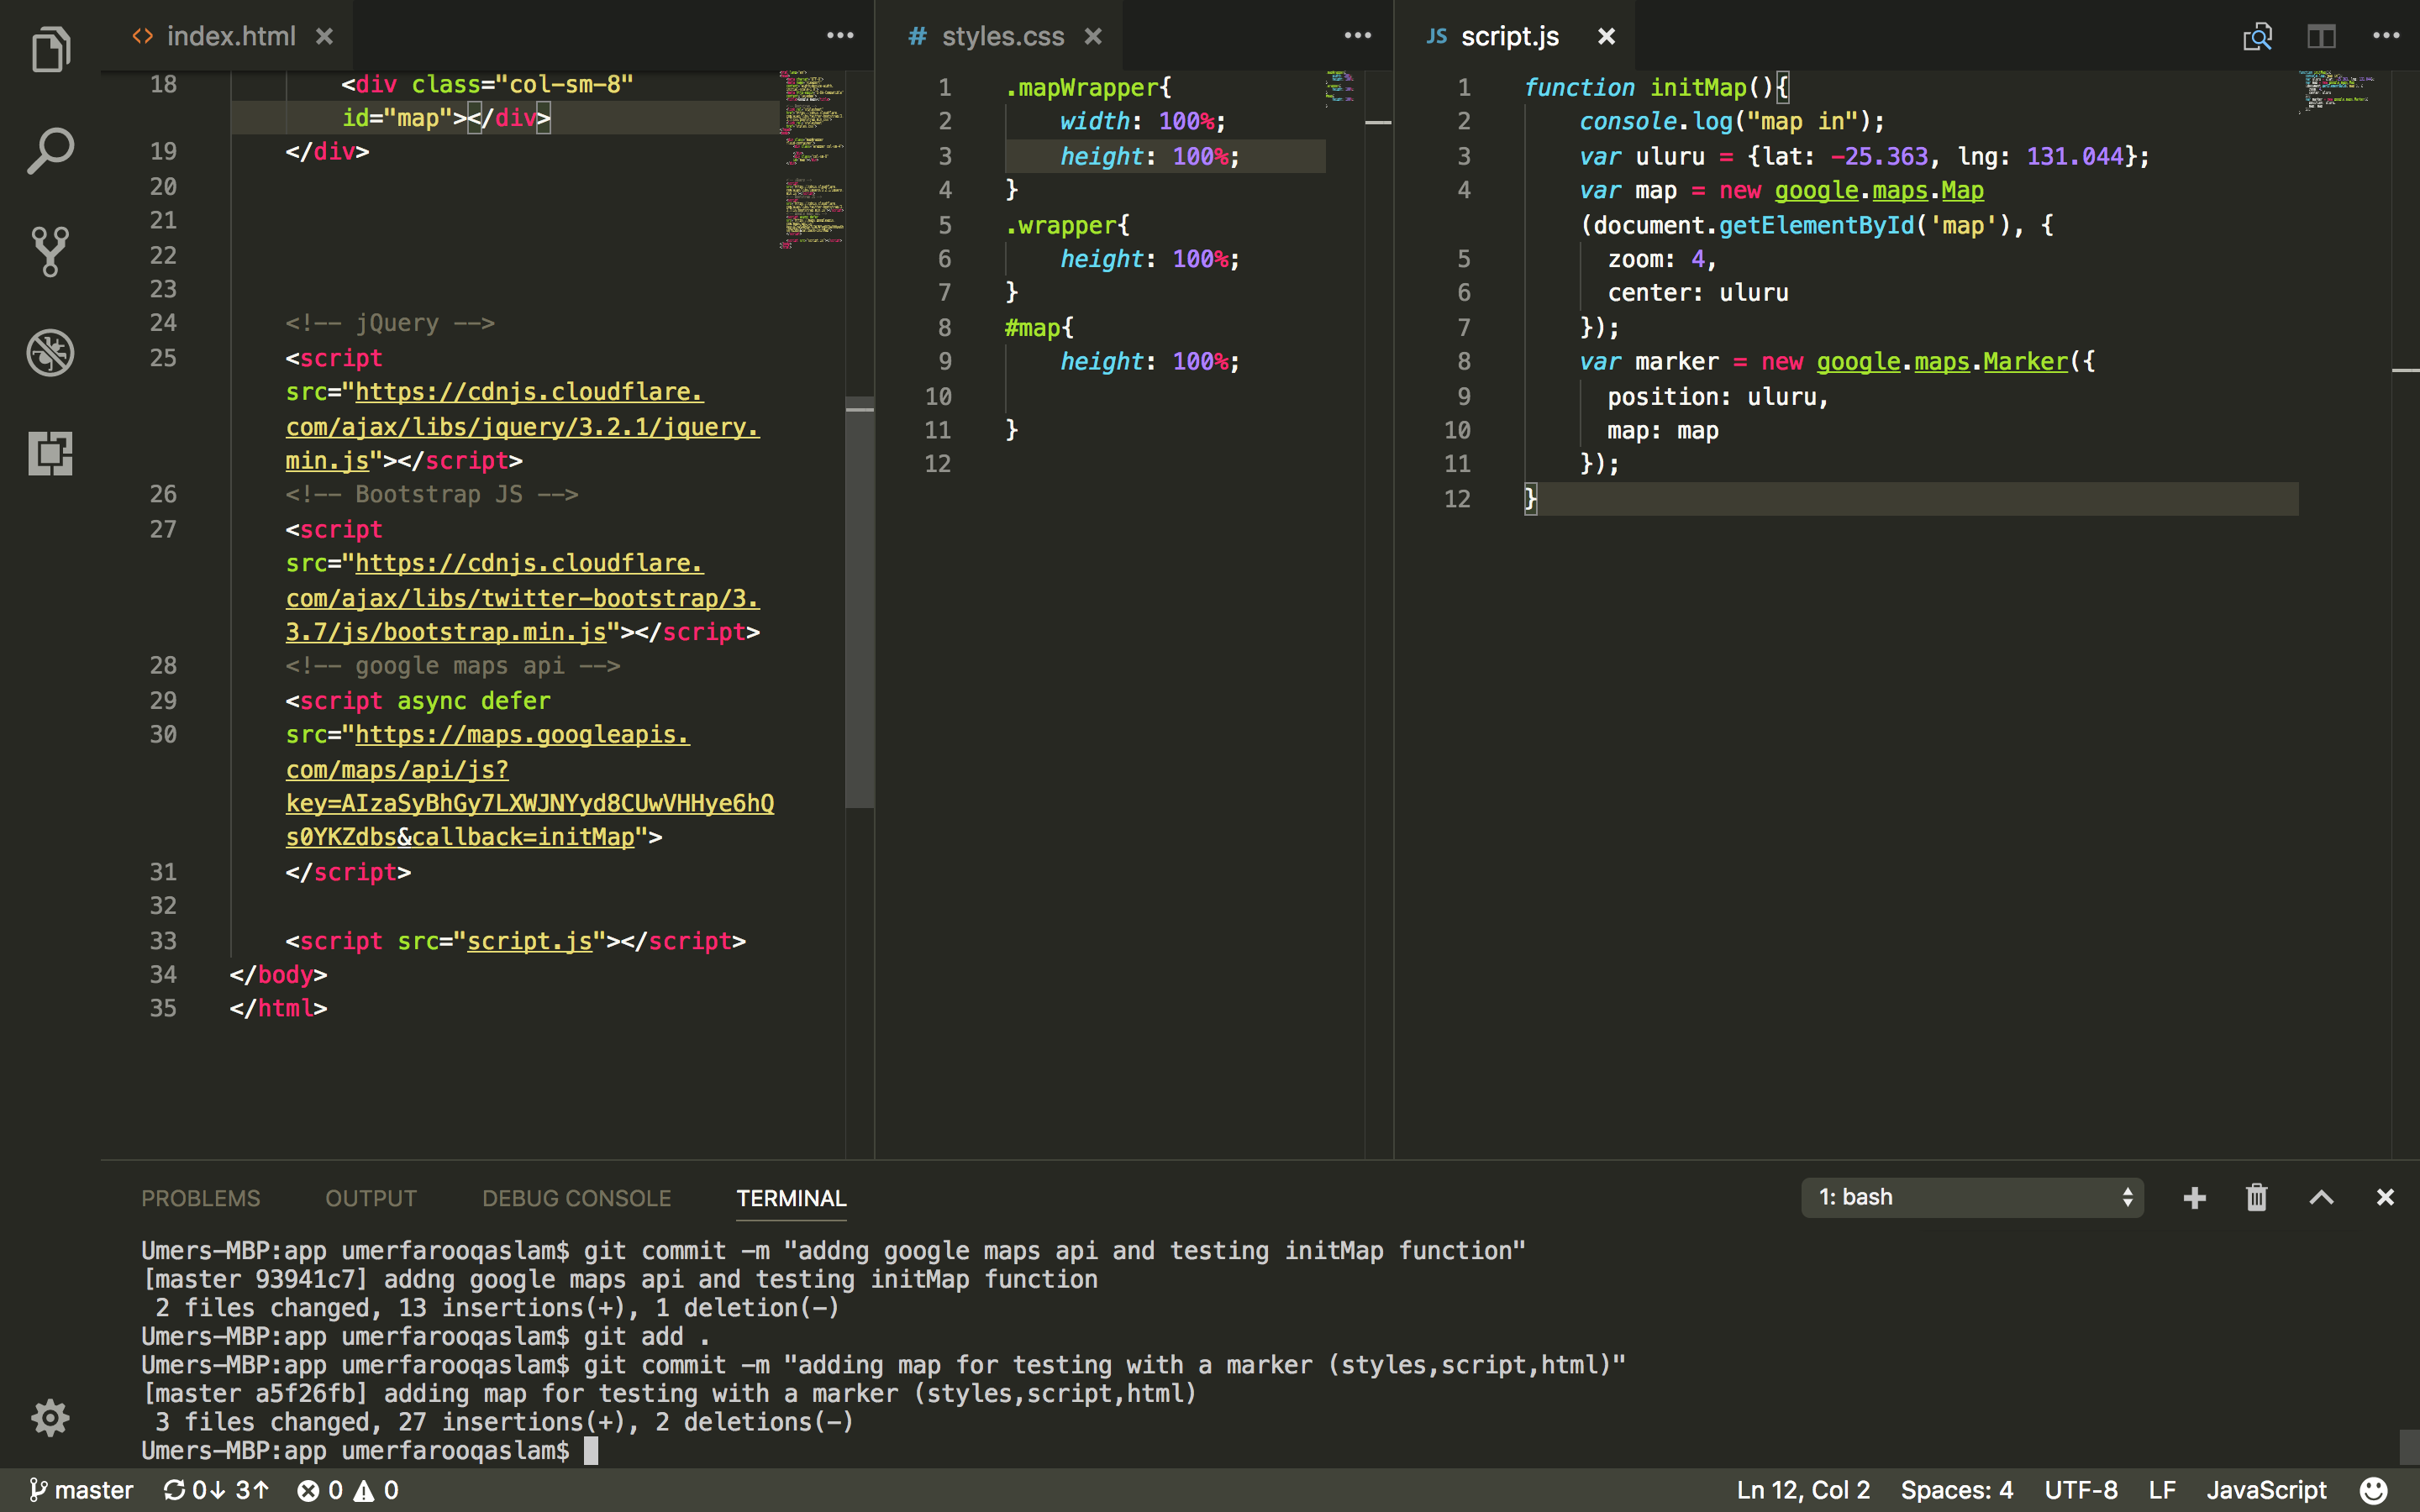 index.html
18 <div class="col-sm-8"
id="map"></div>
19 </div>
20
21
22
23
24 <!-- jQuery -->
25 <script
src="https://cdnjs.cloudflare.
com/ajax/libs/jquery/3.2.1/jquery.
min.js"></script>
26 <!-- Bootstrap JS -->
27 <script
src="https://cdnjs.cloudflare.
com/ajax/libs/twitter-bootstrap/3.
3.7/js/bootstrap.min.js"></script>
28 <!-- google maps api -->
29 <script async defer
30 src="https://maps.googleapis.
com/maps/api/js?
key=AIzaSyBhGy7LXWJNYyd8CUwVHHye6hQ
s0YKZdbs&callback=initMap">
31 </script>
32
33 <script src="script.js"></script>
34 </body>
35 </html>
# styles.css
1 .mapWrapper{
2 width: 100%;
3 height: 100%;
4 }
5 .wrapper{
6 height: 100%;
7 }
8 #map{
9 height: 100%;
10
11 }
12
JS script.js
1 function initMap(){
2 console.log("map in");
3 var uluru = {lat: -25.363, lng: 131.044};
4 var map = new google.maps.Map
(document.getElementById('map'), {
5 zoom: 4,
6 center: uluru
7 });
8 var marker = new google.maps.Marker({
9 position: uluru,
10 map: map
11 });
12 }
PROBLEMS OUTPUT DEBUG CONSOLE TERMINAL 1: bash
Umers-MBP:app umerfarooqaslam$ git commit -m "addng google maps api and testing initMap function"
[master 93941c7] addng google maps api and testing initMap function
2 files changed, 13 insertions(+), 1 deletion(-)
Umers-MBP:app umerfarooqaslam$ git add .
Umers-MBP:app umerfarooqaslam$ git commit -m "adding map for testing with a marker (styles,script,html)"
[master a5f26fb] adding map for testing with a marker (styles,script,html)
3 files changed, 27 insertions(+), 2 deletions(-)
Umers-MBP:app umerfarooqaslam$
master 0↓ 3↑ 0 0 Ln 12, Col 2 Spaces: 4 UTF-8 LF JavaScript